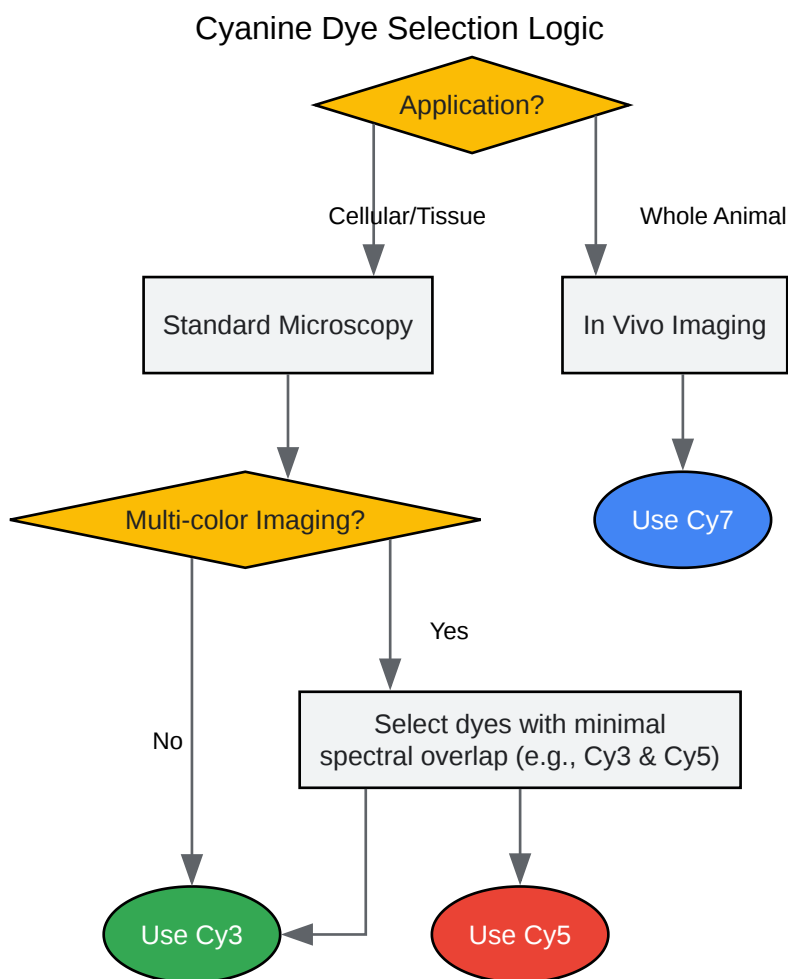 Cyanine Dye Selection Logic
Application?
Cellular/Tissue
Whole Animal
Standard Microscopy
In Vivo Imaging
Multi-color Imaging?
Use Cy7
Yes
Select dyes with minimal
spectral overlap (e.g., Cy3 & Cy5)
No
Use Cy3
Use Cy5